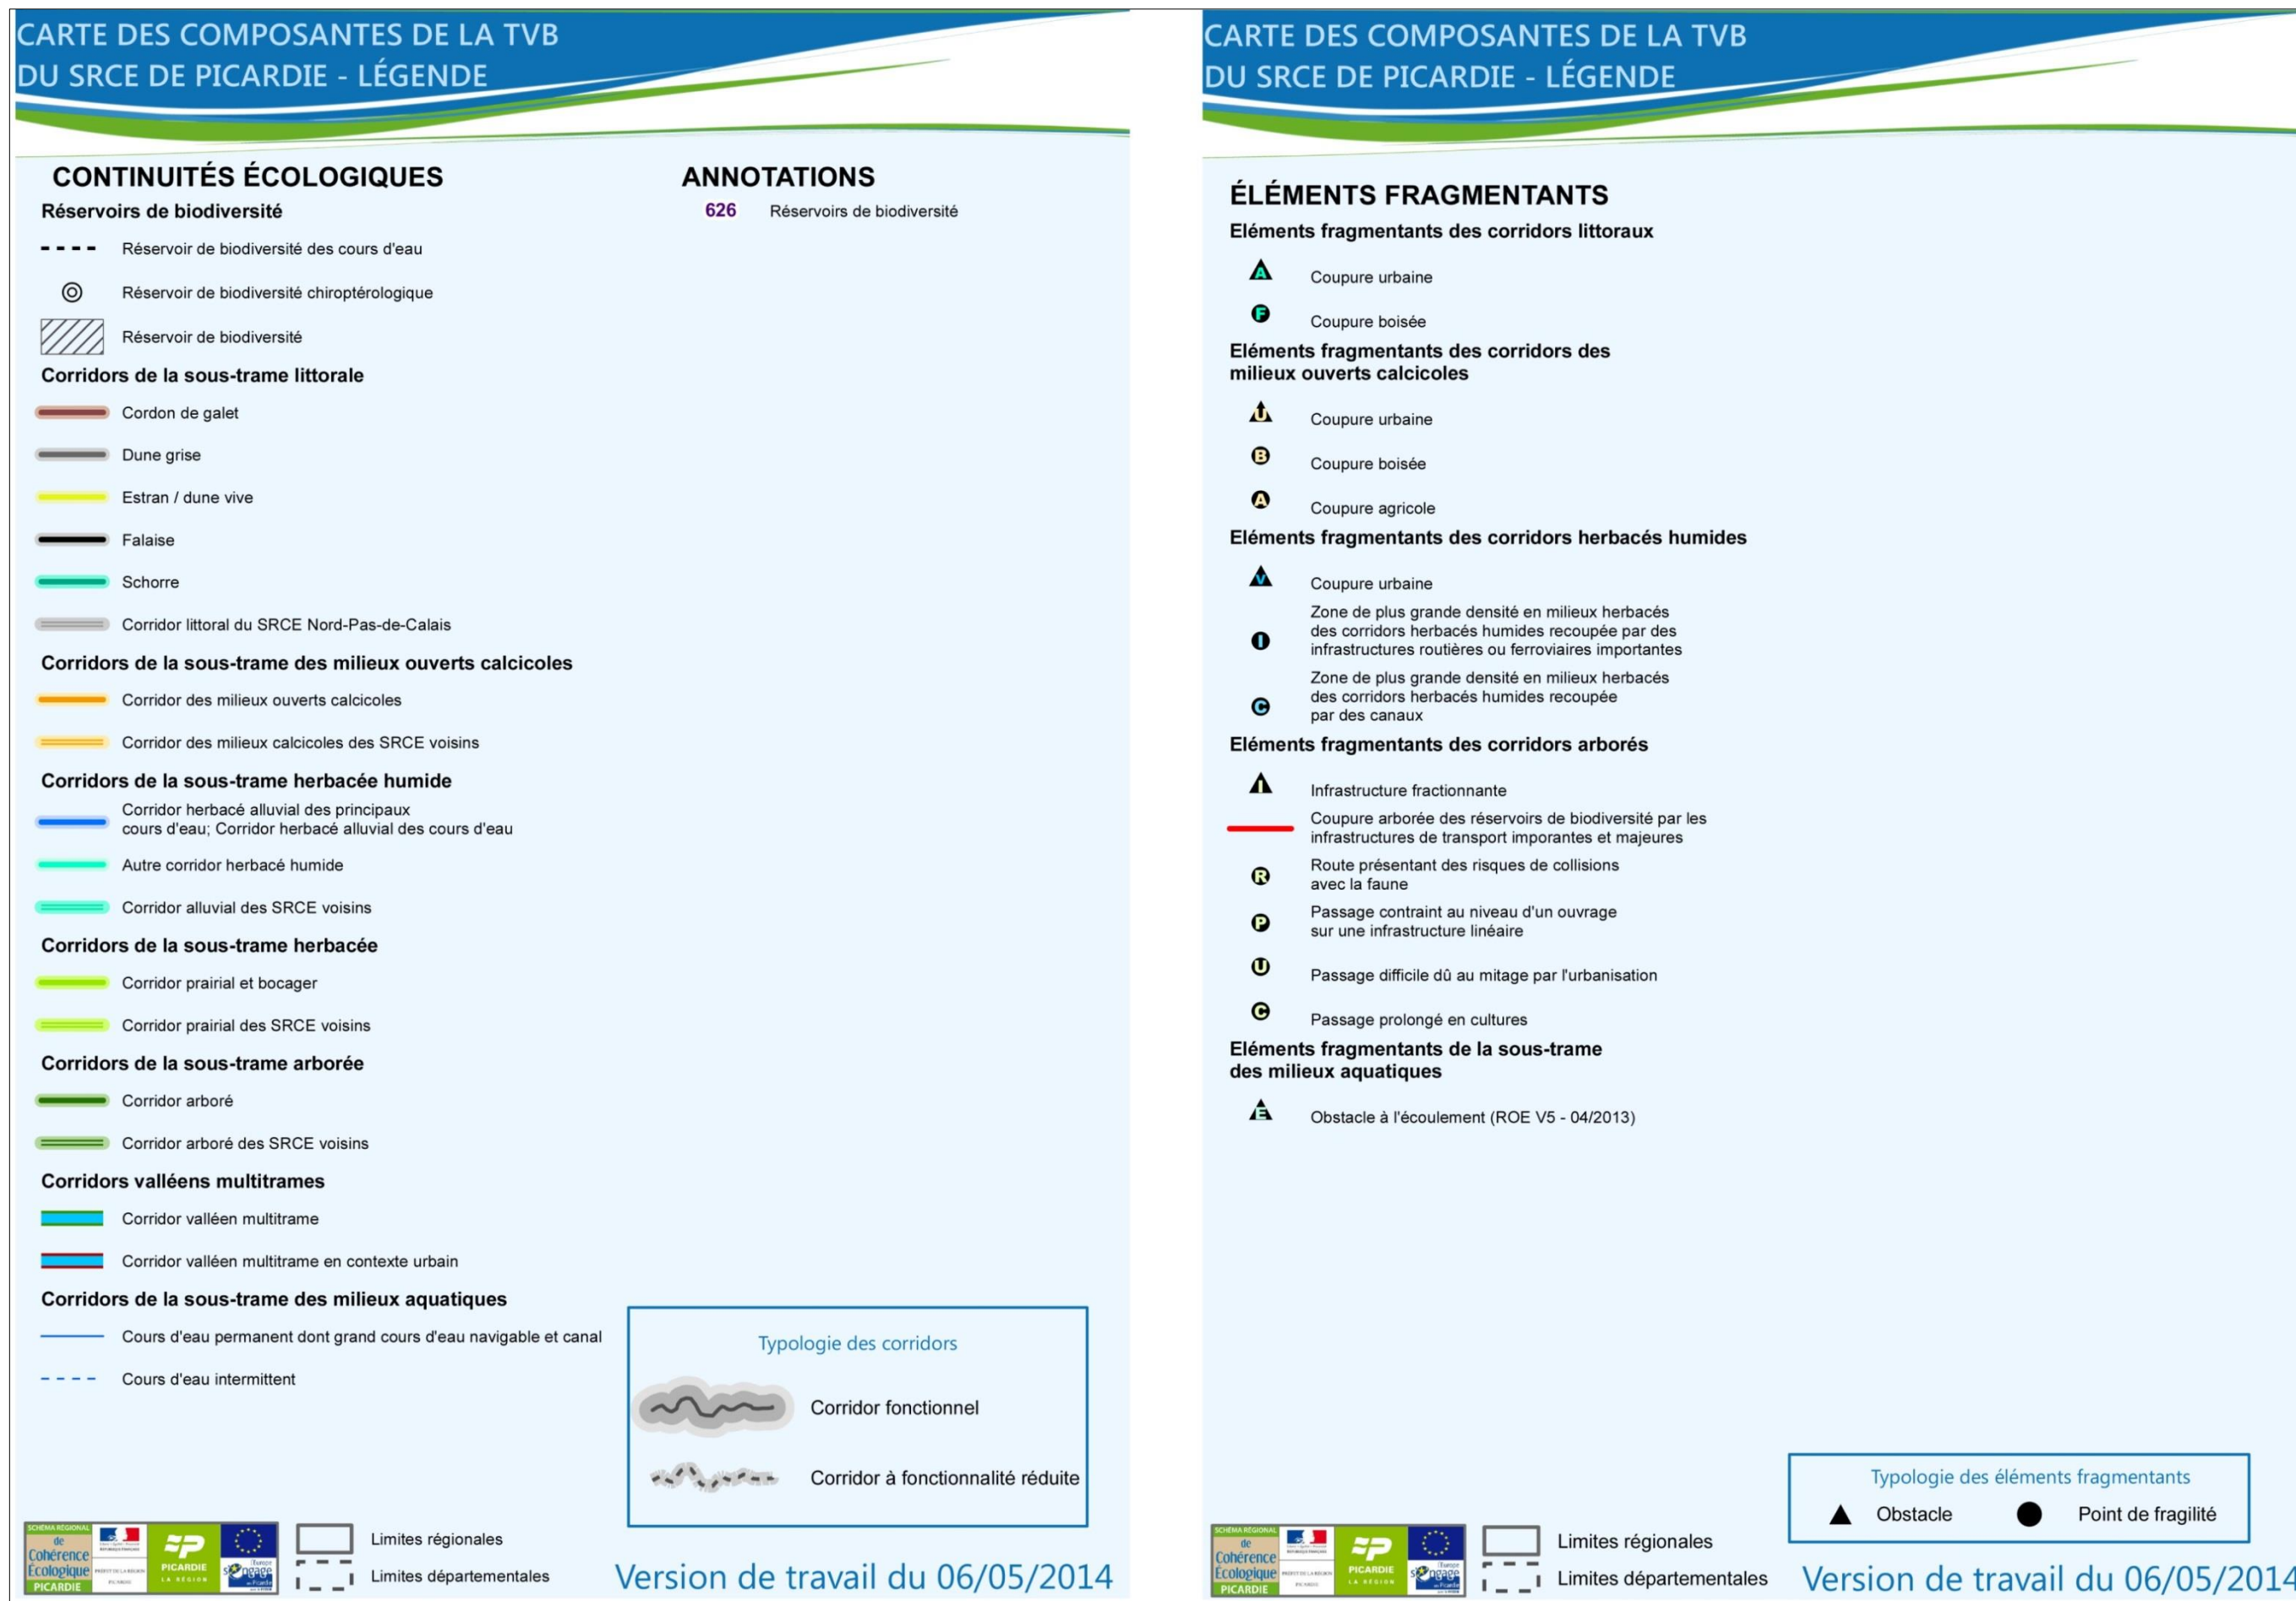 CARTE DES COMPOSANTES DE LA TVB
DU SRCE DE PICARDIE - LÉGENDE
CONTINUITÉS ÉCOLOGIQUES
Réservoirs de biodiversité
Réservoir de biodiversité des cours d'eau
Réservoir de biodiversité chiroptérologique
Réservoir de biodiversité
Corridors de la sous-trame littorale
Cordon de galet
Dune grise
Estran / dune vive
Falaise
Schorre
Corridor littoral du SRCE Nord-Pas-de-Calais
Corridors de la sous-trame des milieux ouverts calcicoles
Corridor des milieux ouverts calcicoles
Corridor des milieux calcicoles des SRCE voisins
Corridors de la sous-trame herbacée humide
Corridor herbacé alluvial des principaux
cours d'eau; Corridor herbacé alluvial des cours d'eau
Autre corridor herbacé humide
Corridor alluvial des SRCE voisins
Corridors de la sous-trame herbacée
Corridor prairial et bocager
Corridor prairial des SRCE voisins
Corridors de la sous-trame arborée
Corridor arboré
Corridor arboré des SRCE voisins
Corridors valléens multitrames
Corridor valléen multitrame
Corridor valléen multitrame en contexte urbain
Corridors de la sous-trame des milieux aquatiques
Cours d'eau permanent dont grand cours d'eau navigable et canal
Cours d'eau intermittent
ANNOTATIONS
626 Réservoirs de biodiversité
Typologie des corridors
Corridor fonctionnel
Corridor à fonctionnalité réduite
SCHÉMA RÉGIONAL
de
Cohérence
Écologique
PICARDIE
PICARDIE
LA RÉGION
Limites régionales
Limites départementales
Version de travail du 06/05/2014
CARTE DES COMPOSANTES DE LA TVB
DU SRCE DE PICARDIE - LÉGENDE
ÉLÉMENTS FRAGMENTANTS
Eléments fragmentants des corridors littoraux
A Coupure urbaine
F Coupure boisée
Eléments fragmentants des corridors des
milieux ouverts calcicoles
U Coupure urbaine
B Coupure boisée
A Coupure agricole
Eléments fragmentants des corridors herbacés humides
V Coupure urbaine
Zone de plus grande densité en milieux herbacés
des corridors herbacés humides recoupée par des
I infrastructures routières ou ferroviaires importantes
Zone de plus grande densité en milieux herbacés
des corridors herbacés humides recoupée
C par des canaux
Eléments fragmentants des corridors arborés
I Infrastructure fractionnante
Coupure arborée des réservoirs de biodiversité par les
infrastructures de transport imporantes et majeures
R Route présentant des risques de collisions
avec la faune
P Passage contraint au niveau d'un ouvrage
sur une infrastructure linéaire
U Passage difficile dû au mitage par l'urbanisation
C Passage prolongé en cultures
Eléments fragmentants de la sous-trame
des milieux aquatiques
E Obstacle à l'écoulement (ROE V5 - 04/2013)
Typologie des éléments fragmentants
Obstacle
Point de fragilité
SCHÉMA RÉGIONAL
de
Cohérence
Écologique
PICARDIE
PICARDIE
LA RÉGION
Limites régionales
Limites départementales
Version de travail du 06/05/2014